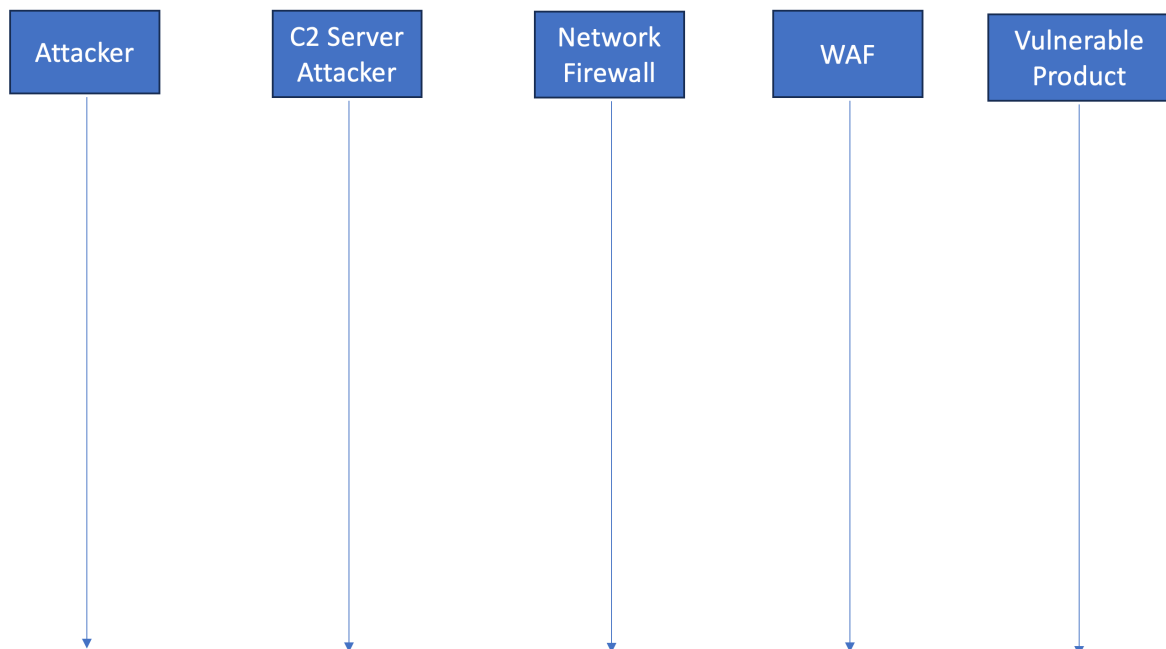 Attacker
C2 Server
Attacker
Network
Firewall
WAF
Vulnerable
Product